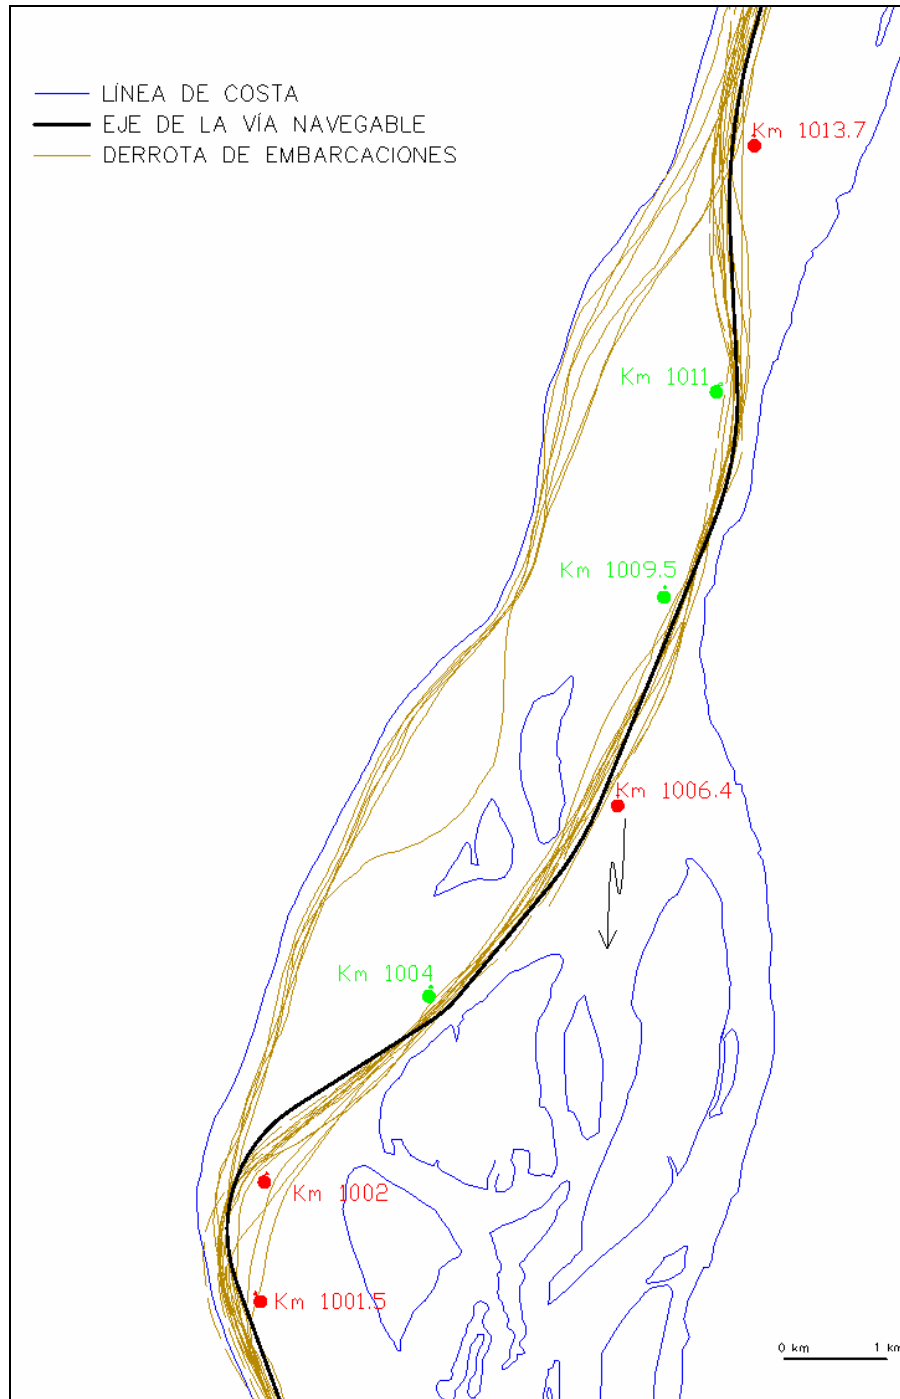 LÍNEA DE COSTA
EJE DE LA VÍA NAVEGABLE
DERROTA DE EMBARCACIONES
Km 1013.7
Km 1011
Km 1009.5
Km 1006.4
Km 1004
Km 1002
Km 1001.5
0 km 1 km